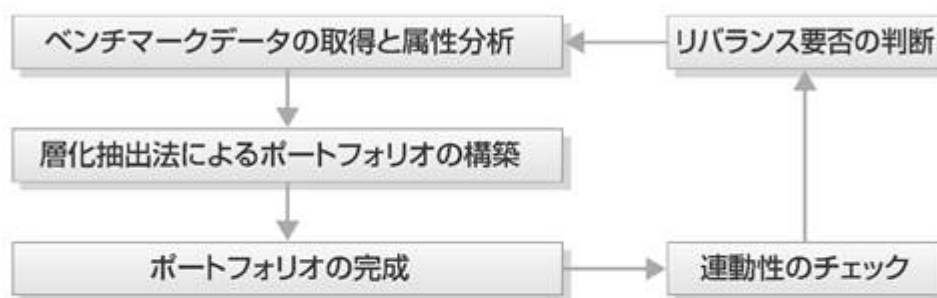 ベンチマークデータの取得と属性分析
リバランス要否の判断
層化抽出法によるポートフォリオの構築
ポートフォリオの完成
連動性のチェック